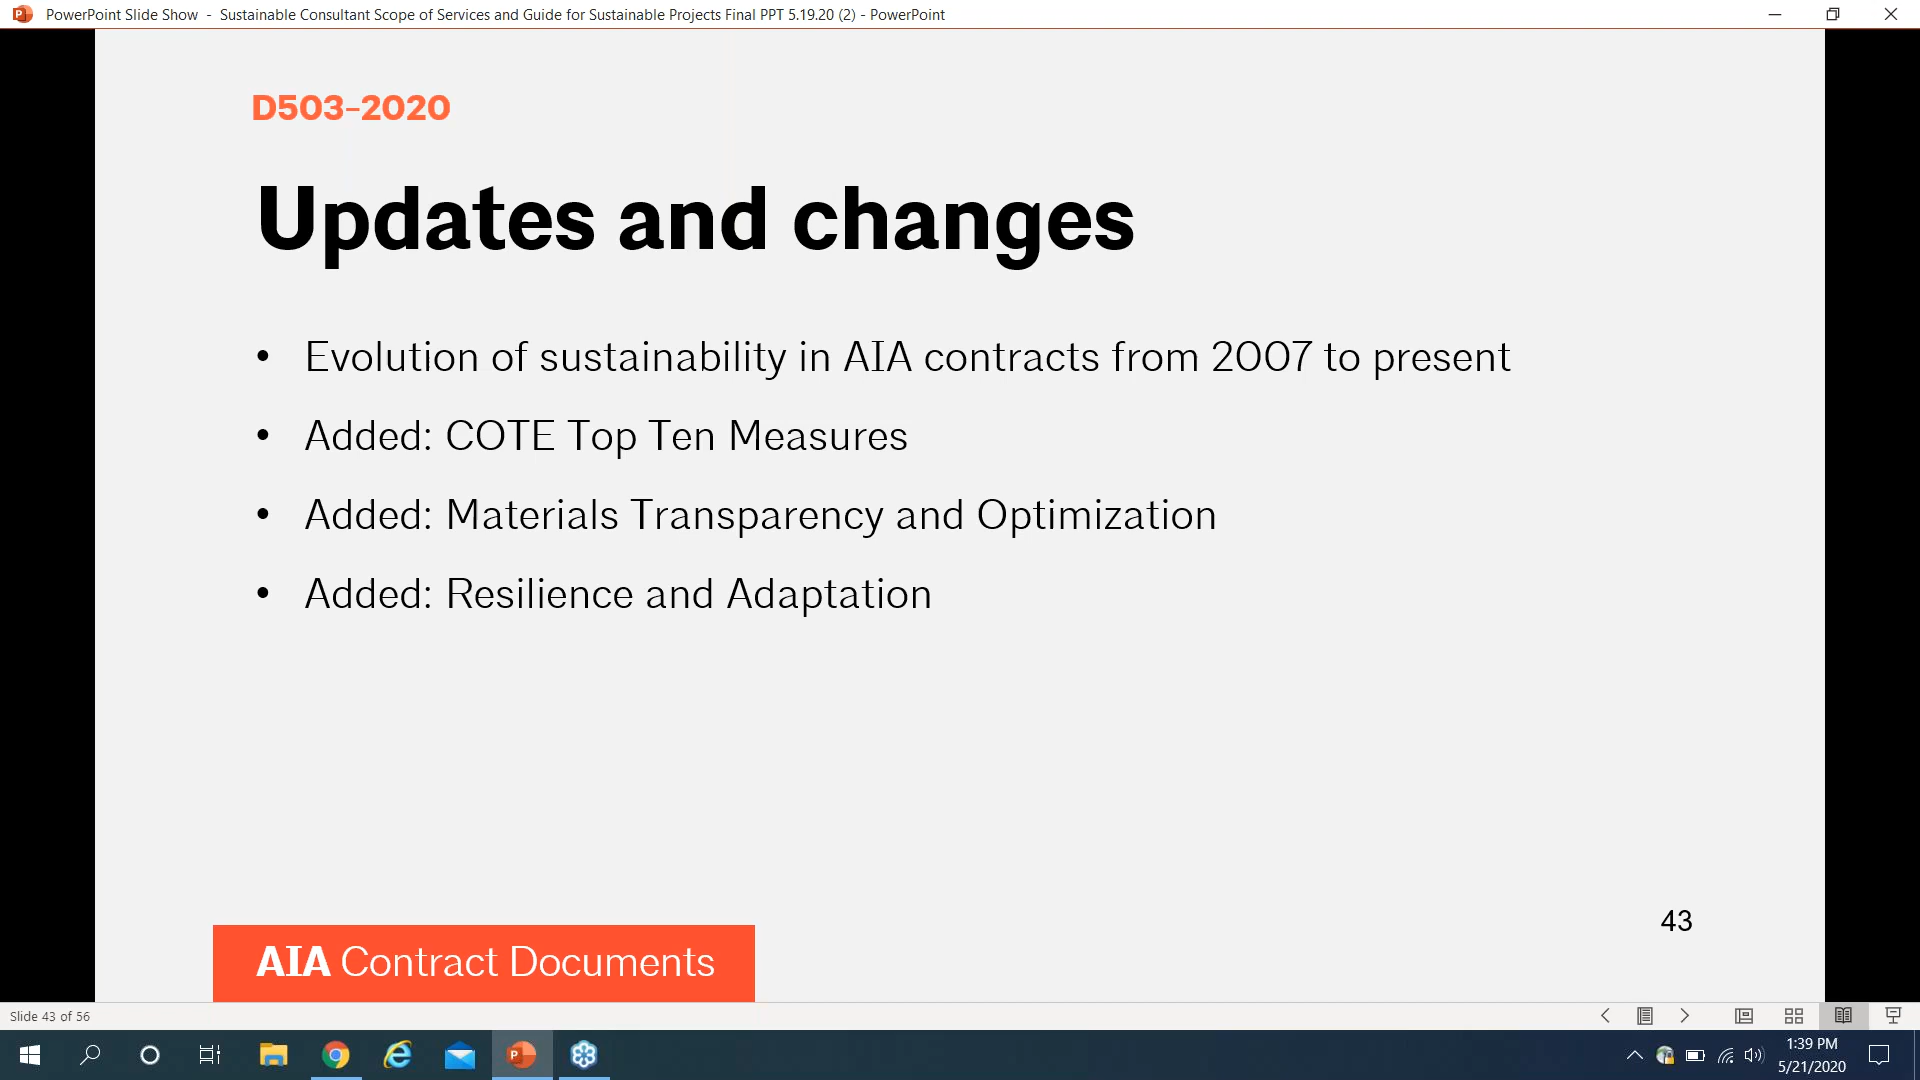 PowerPoint Slide Show - Sustainable Consultant Scope of Services and Guide for Sustainable Projects Final PPT 5.19.20 (2) - PowerPoint
D503-2020
Updates and changes
• Evolution of sustainability in AIA contracts from 2007 to present
• Added: COTE Top Ten Measures
• Added: Materials Transparency and Optimization
• Added: Resilience and Adaptation
43
AIA Contract Documents
Slide 43 of 56
1:39 PM
5/21/2020